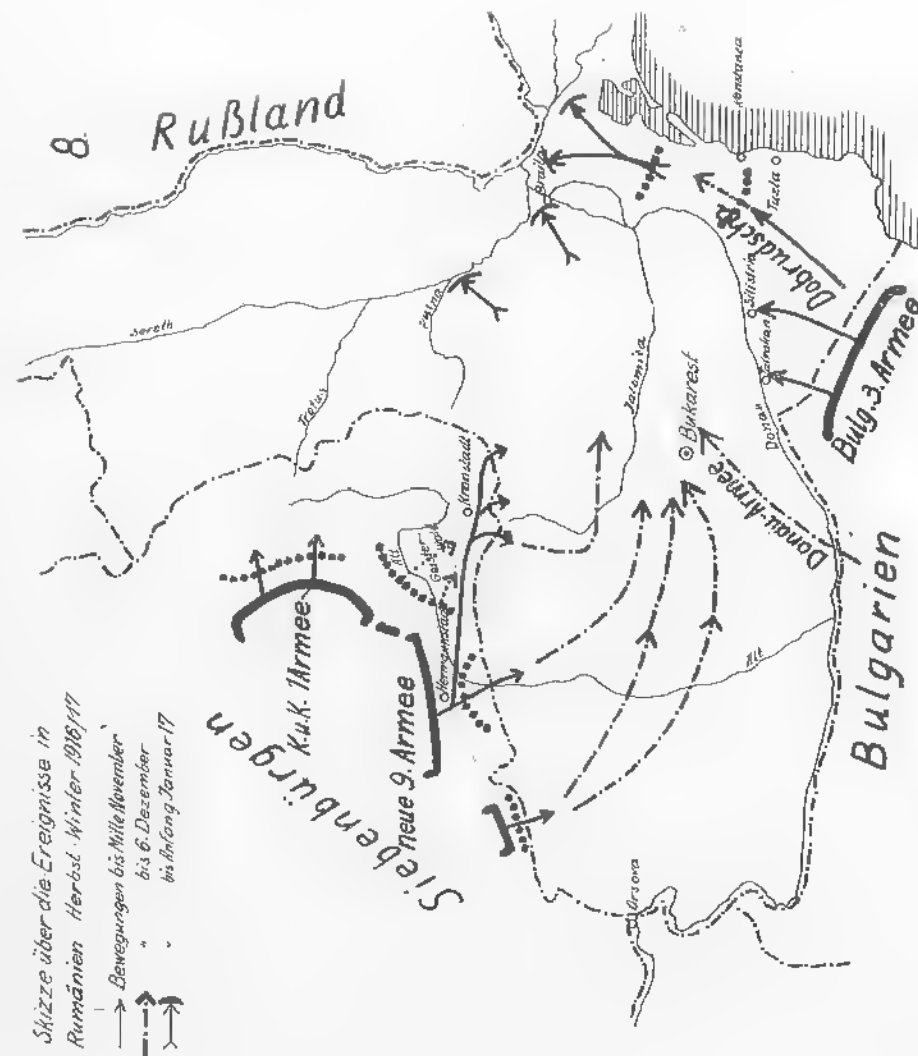 8.
Skizze über die Ereignisse in
Rumänien Herbst-Winter 1916/17
Bewegungen bis Mitte November
" bis 6. Dezember
" bis Anfang Januar 17
Rußland
Sereth
Trotus
Putna
Braila
Konstanza
Tuzla
Dobrudscha
Silistria
Tutrakan
Donau
Bulg. 3. Armee
Jalomita
Bukarest
Donau-Armee
Bulgarien
Alt
Kronstadt
Alt
Geister
wald
Hermannstadt
K.u.K. 1 Armee
neue 9. Armee
Siebenbürgen
Orsova